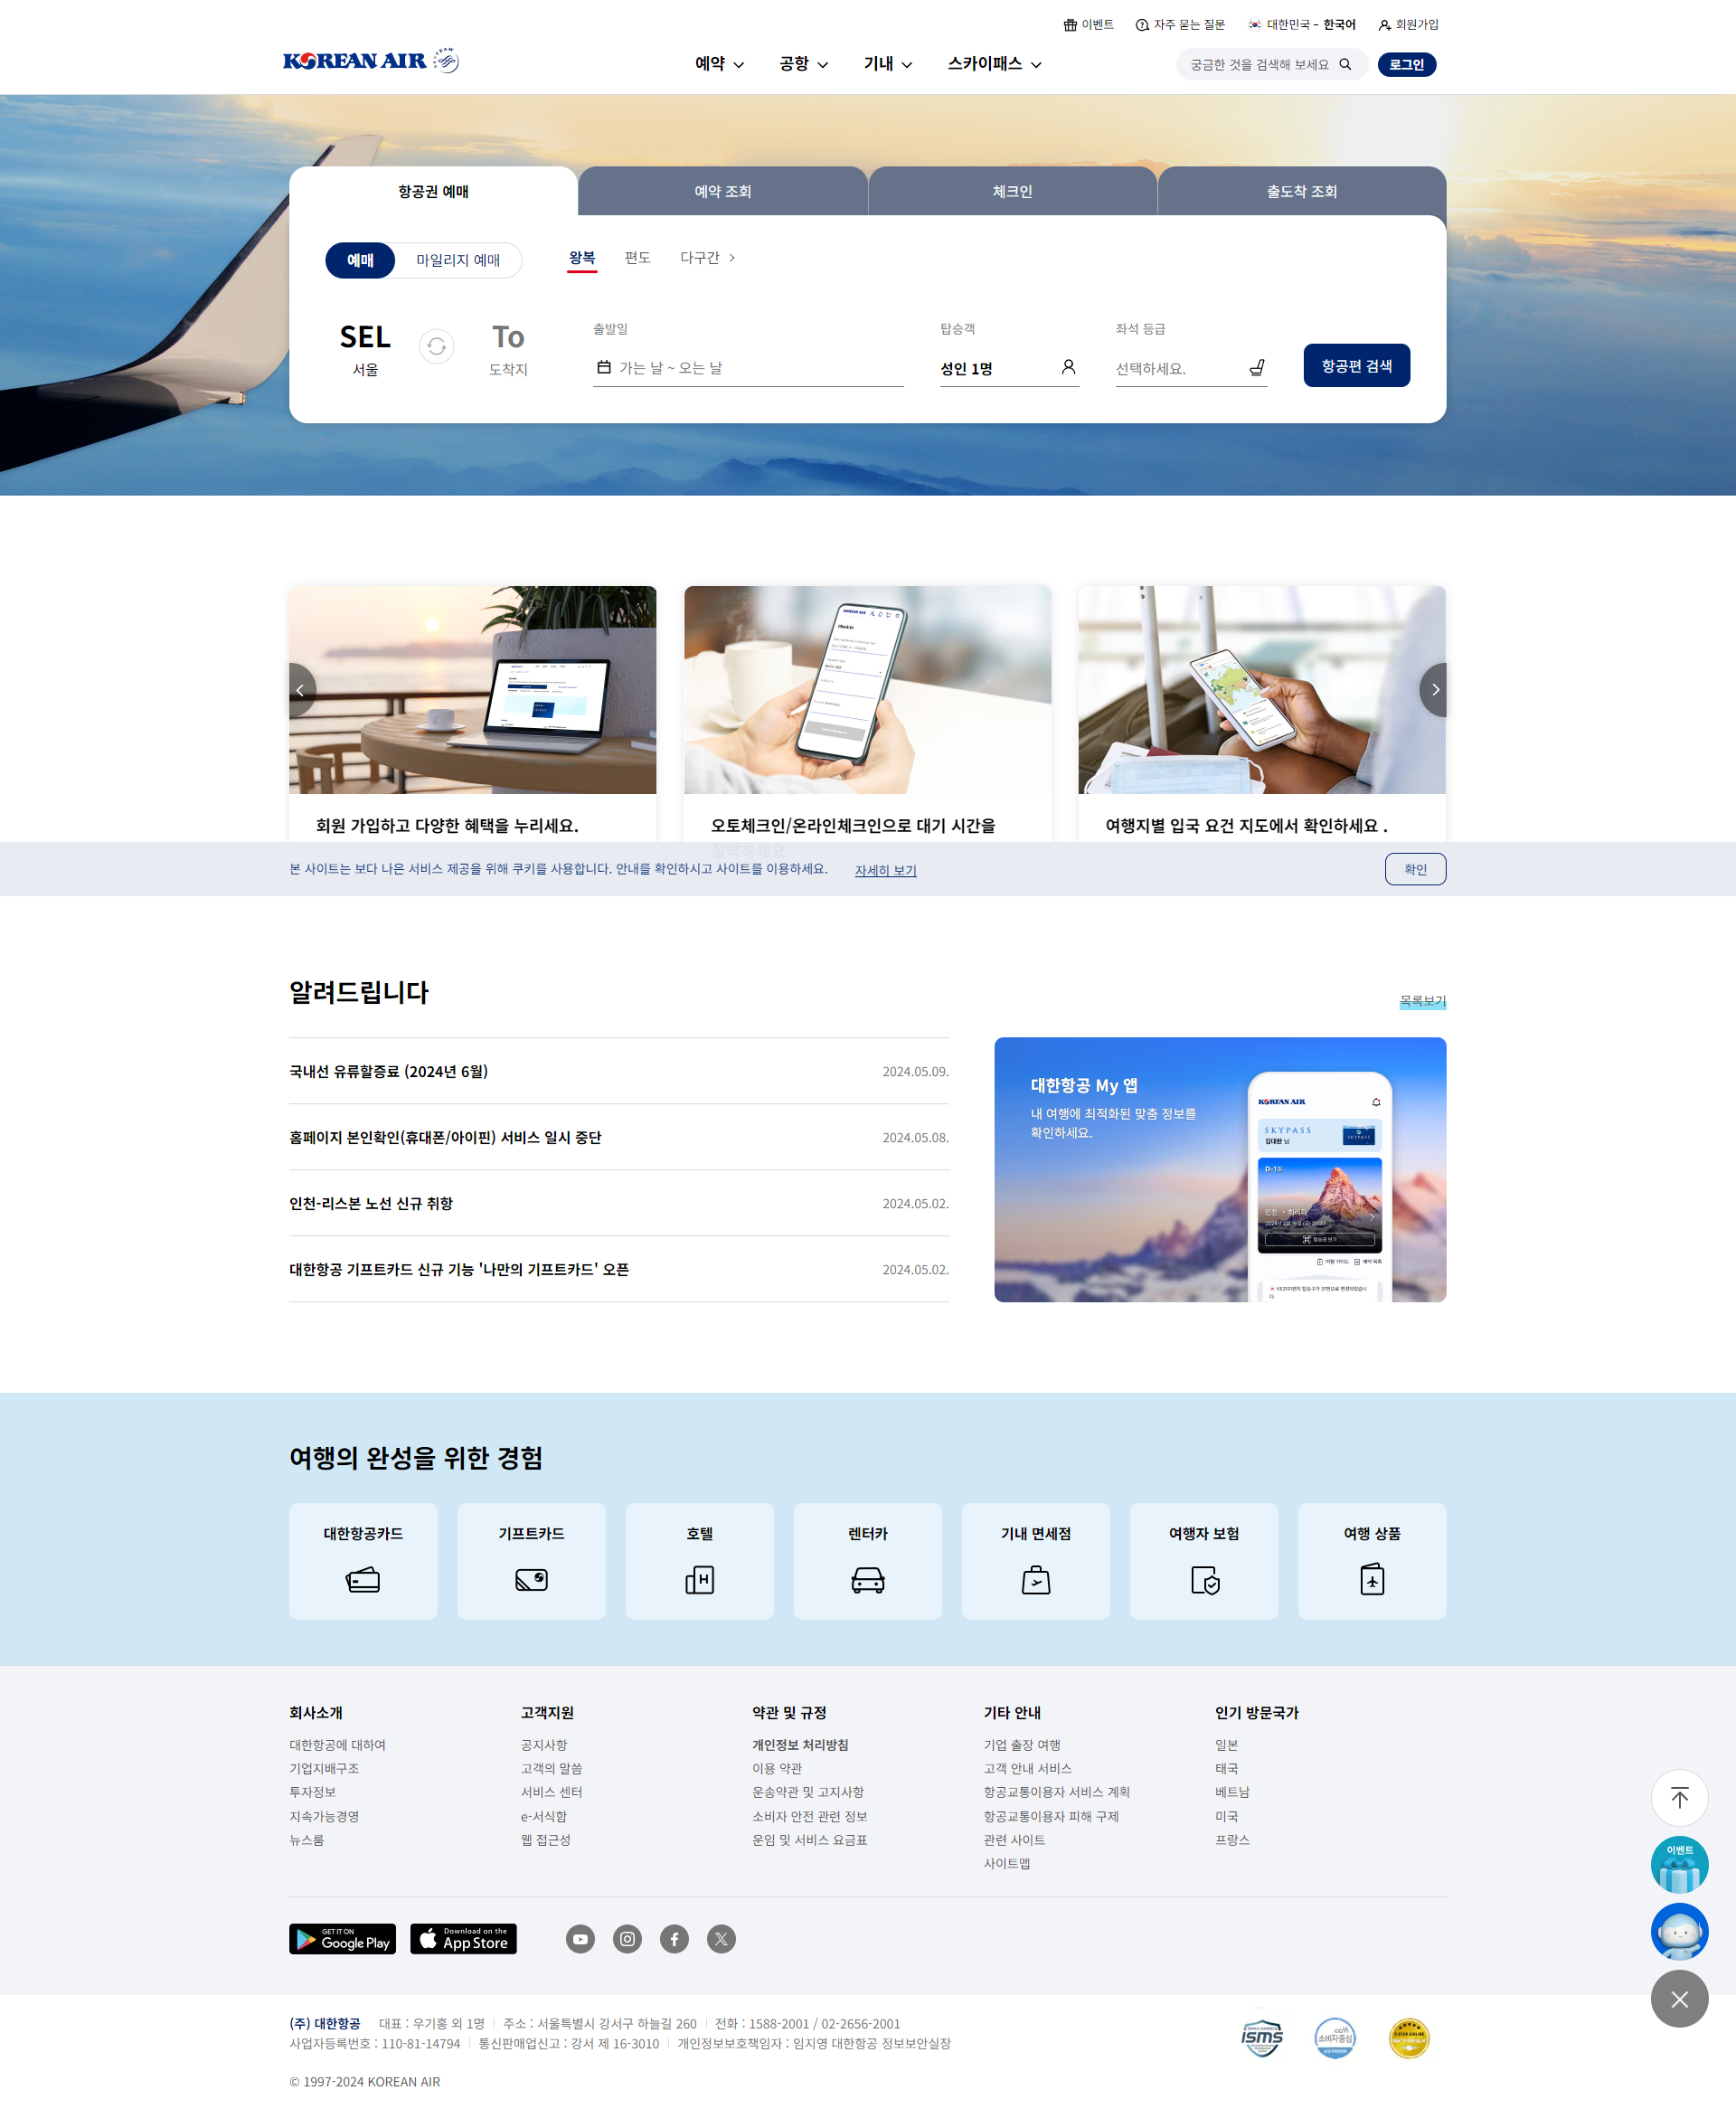 이벤트
자주 묻는 질문
대한민국 - 한국어
회원가입
KOREAN AIR
예약
공항
기내
스카이패스
궁금한 것을 검색해 보세요
로그인
항공권 예매
예약 조회
체크인
출도착 조회
예매
마일리지 예매
왕복
편도
다구간
SEL
서울
To
도착지
출발일
가는 날 ~ 오는 날
탑승객
성인 1명
좌석 등급
선택하세요.
항공편 검색
회원 가입하고 다양한 혜택을 누리세요.
오토체크인/온라인체크인으로 대기 시간을
절약하세요.
여행지별 입국 요건 지도에서 확인하세요 .
본 사이트는 보다 나은 서비스 제공을 위해 쿠키를 사용합니다. 안내를 확인하시고 사이트를 이용하세요.
자세히 보기
확인
알려드립니다
목록보기
국내선 유류할증료 (2024년 6월)
2024.05.09.
홈페이지 본인확인(휴대폰/아이핀) 서비스 일시 중단
2024.05.08.
인천-리스본 노선 신규 취항
2024.05.02.
대한항공 기프트카드 신규 기능 '나만의 기프트카드' 오픈
2024.05.02.
대한항공 My 앱
내 여행에 최적화된 맞춤 정보를
확인하세요.
KOREAN AIR
SKYPASS
김대한 님
여행의 완성을 위한 경험
대한항공카드
기프트카드
호텔
렌터카
기내 면세점
여행자 보험
여행 상품
회사소개
대한항공에 대하여
기업지배구조
투자정보
지속가능경영
뉴스룸
고객지원
공지사항
고객의 말씀
서비스 센터
e-서식함
웹 접근성
약관 및 규정
개인정보 처리방침
이용 약관
운송약관 및 고지사항
소비자 안전 관련 정보
운임 및 서비스 요금표
기타 안내
기업 출장 여행
고객 안내 서비스
항공교통이용자 서비스 계획
항공교통이용자 피해 구제
관련 사이트
사이트맵
인기 방문국가
일본
태국
베트남
미국
프랑스
이벤트
GET IT ON
Google Play
Download on the
App Store
(주) 대한항공 대표 : 우기홍 외 1명 주소 : 서울특별시 강서구 하늘길 260 전화 : 1588-2001 / 02-2656-2001
사업자등록번호 : 110-81-14794 통신판매업신고 : 강서 제 16-3010 개인정보보호책임자 : 임지영 대한항공 정보보안실장
© 1997-2024 KOREAN AIR
isms
소비자중심